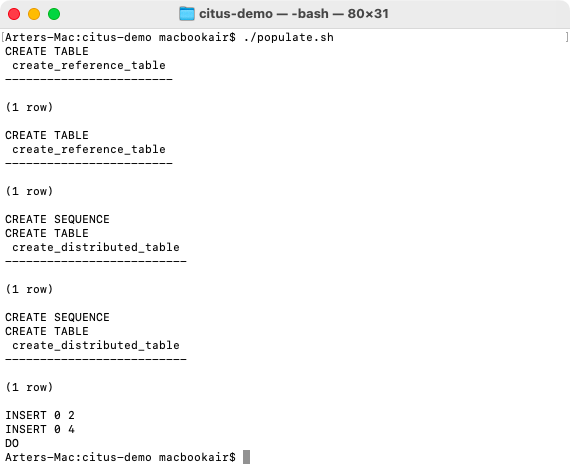 citus-demo — -bash — 80×31
[Arters-Mac:citus-demo macbookair$ ./populate.sh ]
CREATE TABLE
 create_reference_table
------------------------

(1 row)

CREATE TABLE
 create_reference_table
------------------------

(1 row)

CREATE SEQUENCE
CREATE TABLE
 create_distributed_table
--------------------------

(1 row)

CREATE SEQUENCE
CREATE TABLE
 create_distributed_table
--------------------------

(1 row)

INSERT 0 2
INSERT 0 4
DO
Arters-Mac:citus-demo macbookair$